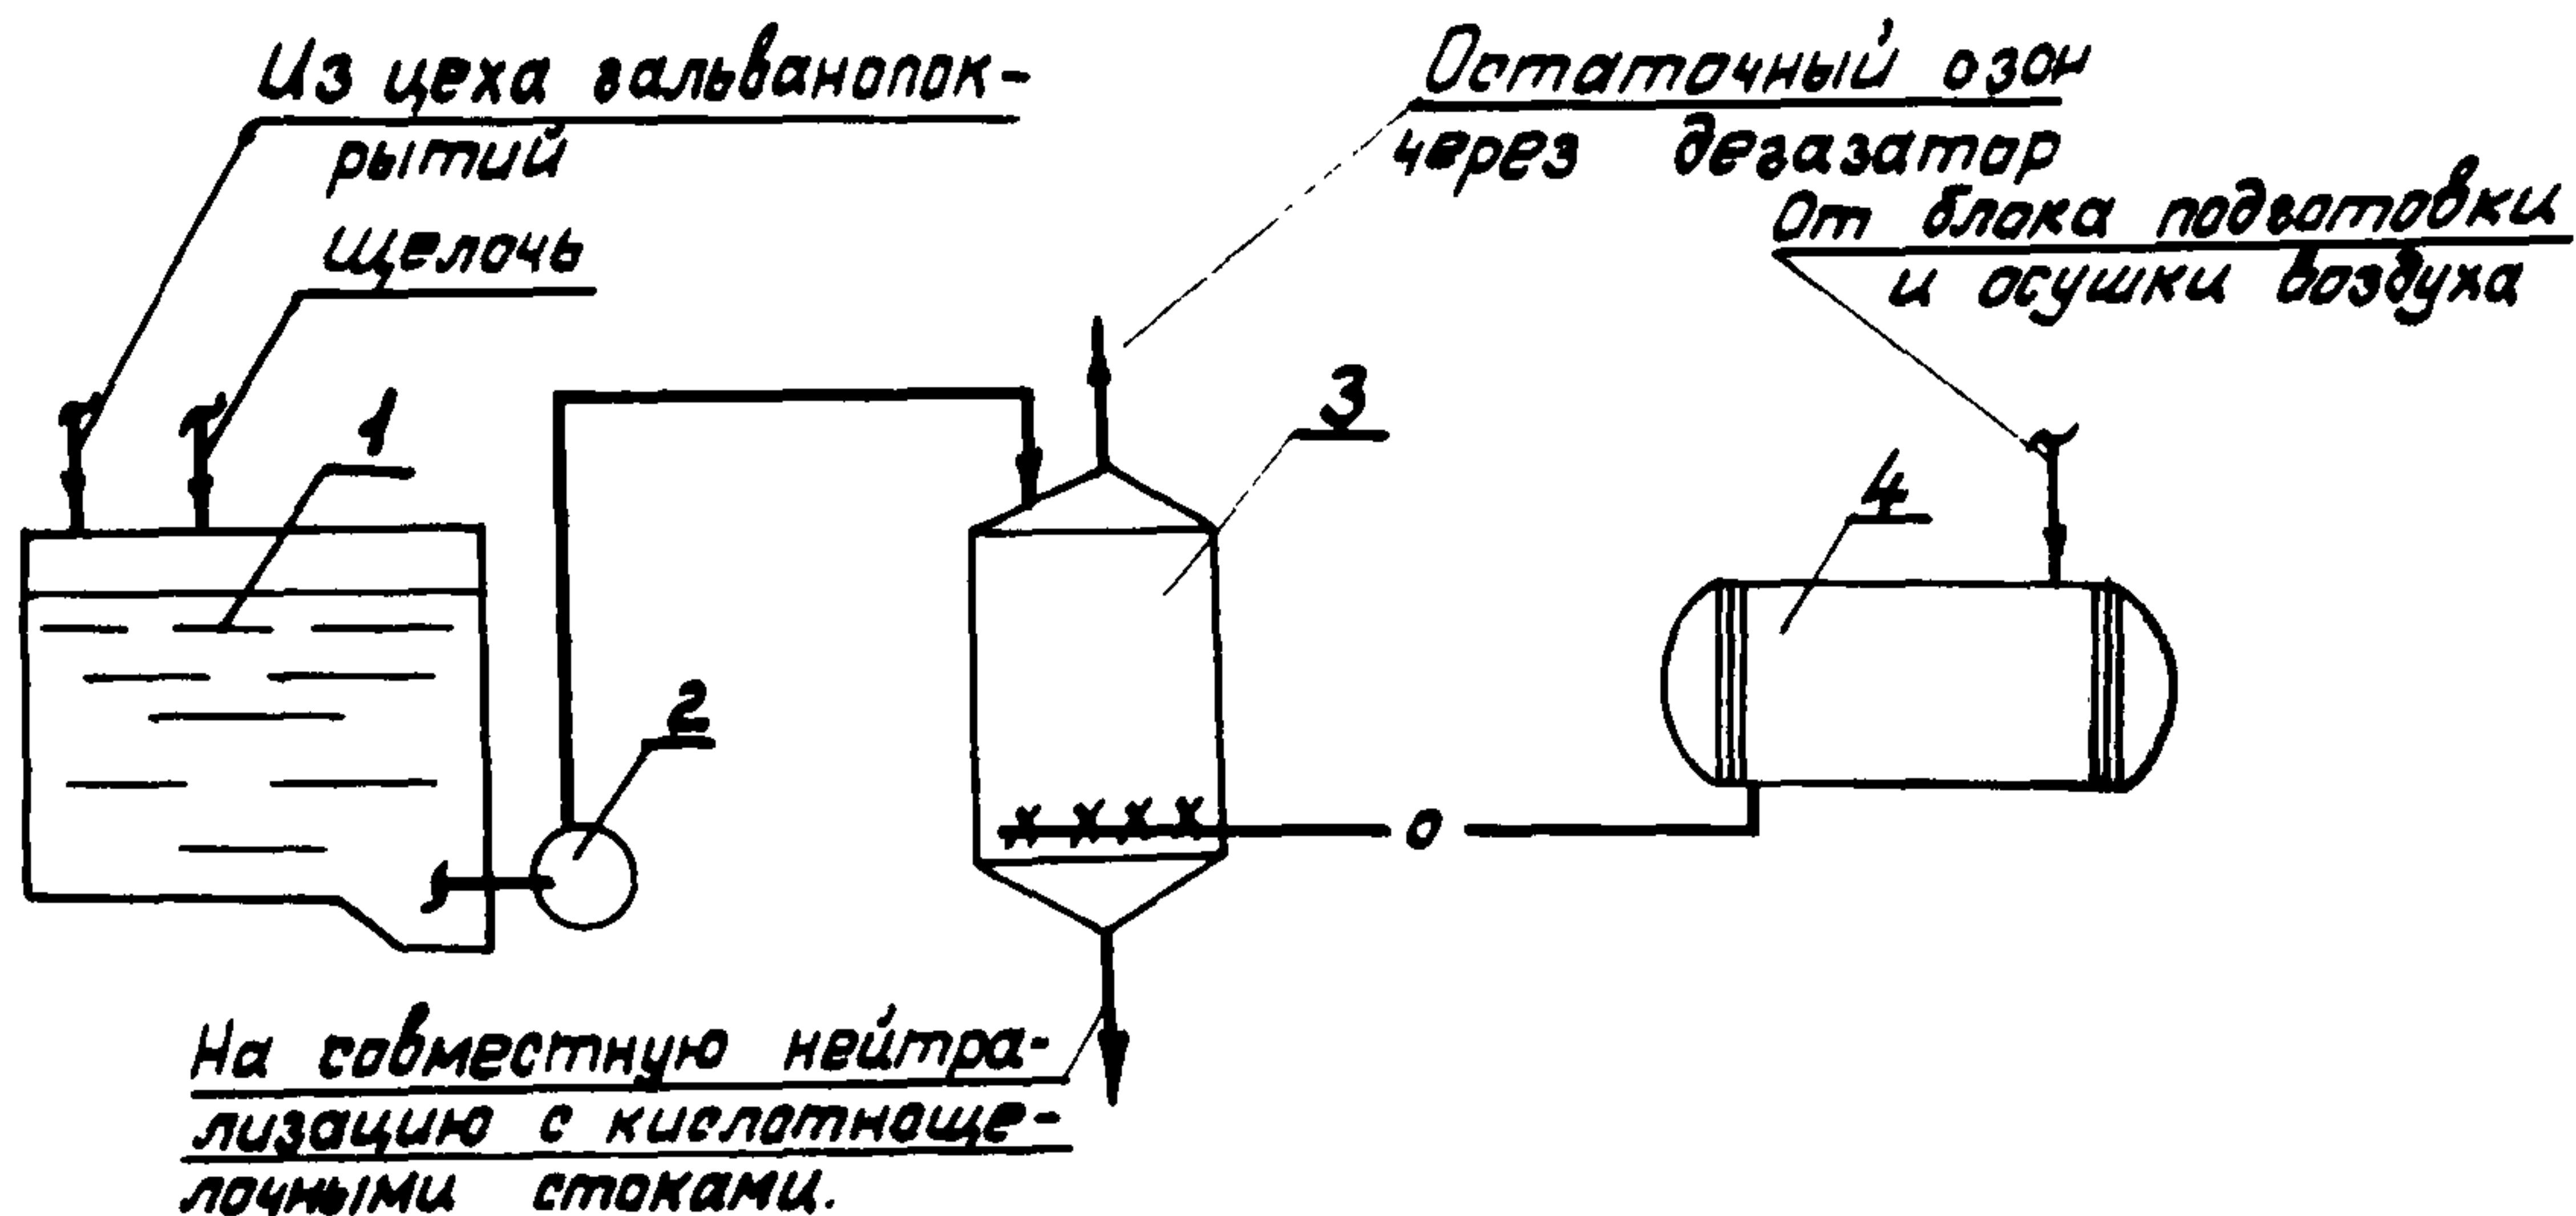 Из цеха гальванопок-
рытий
щелочь
Остаточный озон
через дегазатор
От блока подготовки
и осушки воздуха
1
2
3
4
о
На совместную нейтра-
лизацию с кислотноще-
лочными стоками.